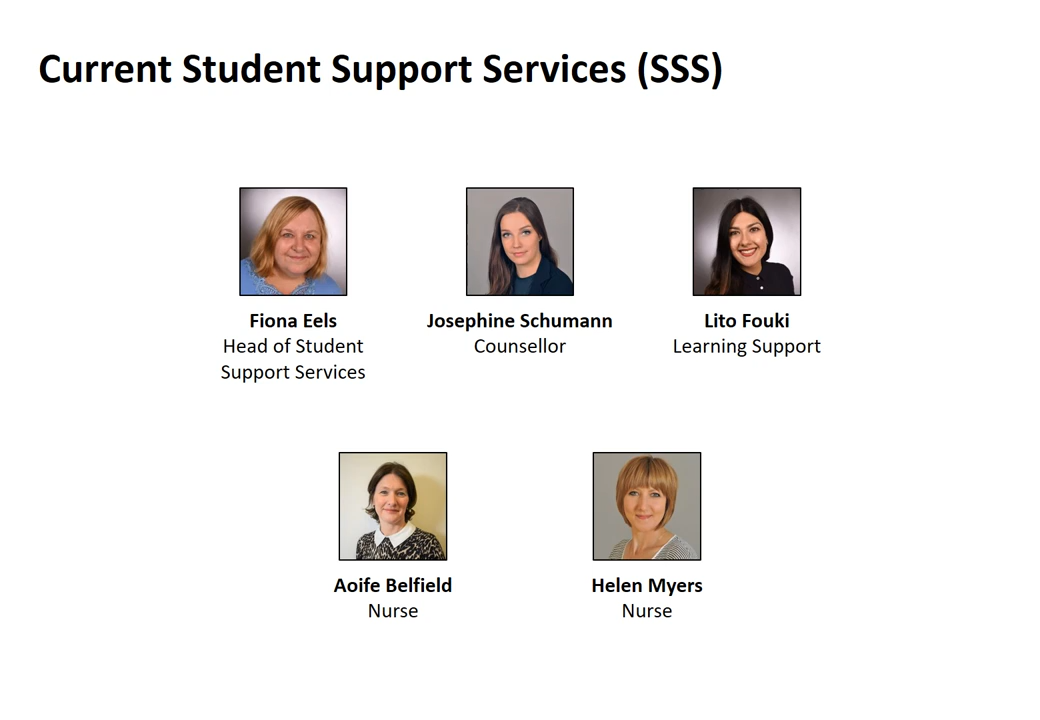 Current Student Support Services (SSS)
Fiona Eels
Head of Student
Support Services
Josephine Schumann
Counsellor
Lito Fouki
Learning Support
Aoife Belfield
Nurse
Helen Myers
Nurse